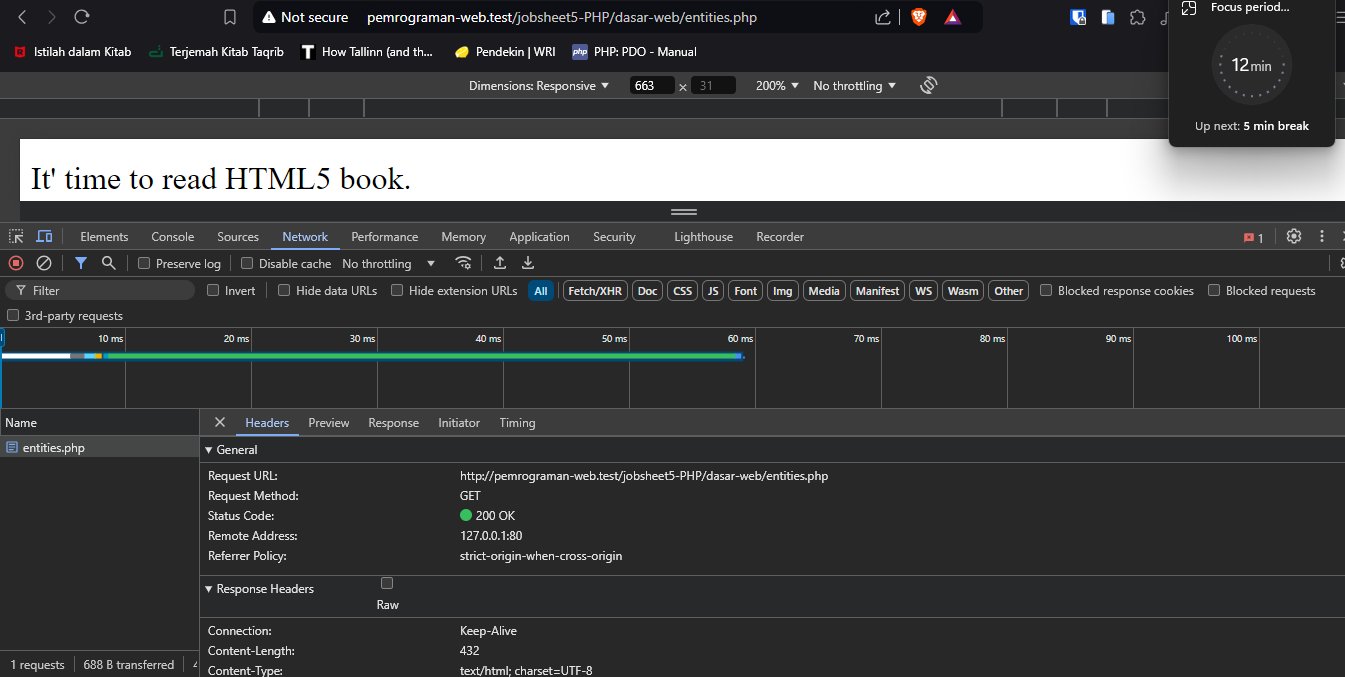 Not secure pemrograman-web.test/jobsheet5-PHP/dasar-web/entities.php
Focus period...
Istilah dalam Kitab Terjemah Kitab Taqrib How Tallinn (and th... Pendekin | WRI php PHP: PDO - Manual
12min
Dimensions: Responsive 663 × 31 200% No throttling
Up next: 5 min break
It' time to read HTML5 book.
Elements Console Sources Network Performance Memory Application Security Lighthouse Recorder 1
Preserve log Disable cache No throttling
Filter Invert Hide data URLs Hide extension URLs All Fetch/XHR Doc CSS JS Font Img Media Manifest WS Wasm Other Blocked response cookies Blocked requests
3rd-party requests
10 ms 20 ms 30 ms 40 ms 50 ms 60 ms 70 ms 80 ms 90 ms 100 ms
Name Headers Preview Response Initiator Timing
entities.php
General
Request URL: http://pemrograman-web.test/jobsheet5-PHP/dasar-web/entities.php
Request Method: GET
Status Code: 200 OK
Remote Address: 127.0.0.1:80
Referrer Policy: strict-origin-when-cross-origin
Response Headers
Raw
Connection: Keep-Alive
Content-Length: 432
Content-Type: text/html; charset=UTF-8
1 requests 688 B transferred